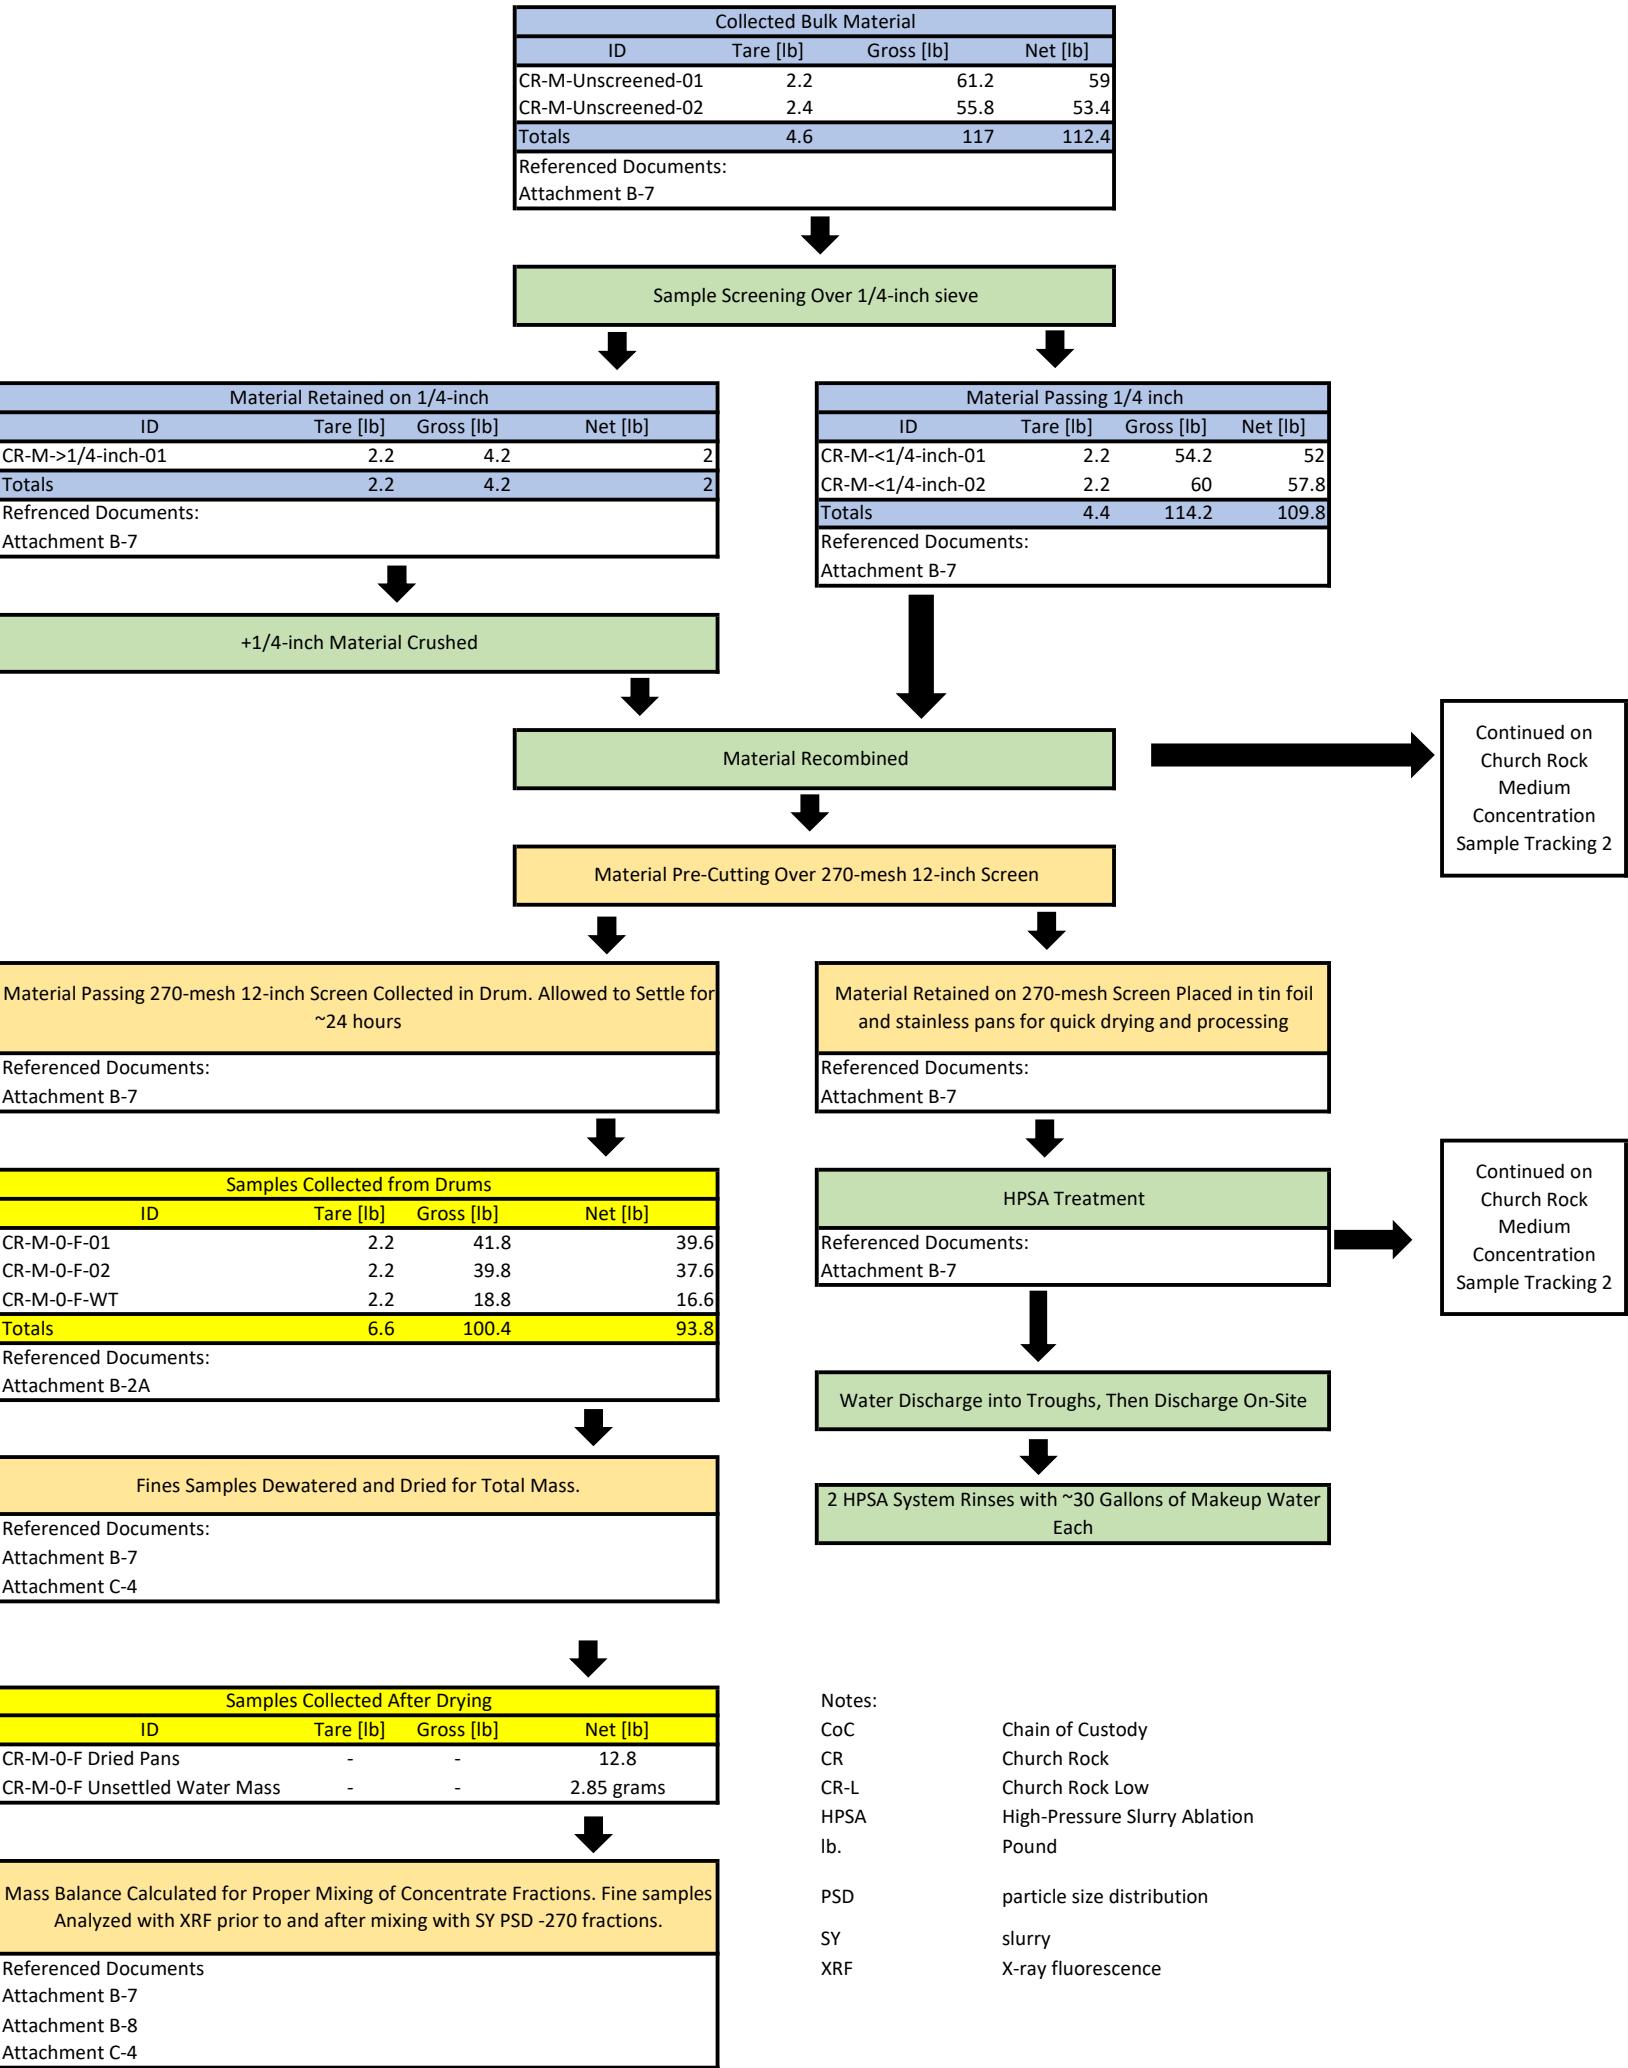 Collected Bulk Material
ID Tare [lb] Gross [lb] Net [lb]
CR-M-Unscreened-01 2.2 61.2 59
CR-M-Unscreened-02 2.4 55.8 53.4
Totals 4.6 117 112.4
Referenced Documents:
Attachment B-7
Sample Screening Over 1/4-inch sieve
Material Retained on 1/4-inch
ID Tare [lb] Gross [lb] Net [lb]
CR-M->1/4-inch-01 2.2 4.2 2
Totals 2.2 4.2 2
Refrenced Documents:
Attachment B-7
Material Passing 1/4 inch
ID Tare [lb] Gross [lb] Net [lb]
CR-M-<1/4-inch-01 2.2 54.2 52
CR-M-<1/4-inch-02 2.2 60 57.8
Totals 4.4 114.2 109.8
Referenced Documents:
Attachment B-7
+1/4-inch Material Crushed
Material Recombined
Continued on
Church Rock
Medium
Concentration
Sample Tracking 2
Material Pre-Cutting Over 270-mesh 12-inch Screen
Material Passing 270-mesh 12-inch Screen Collected in Drum. Allowed to Settle for
~24 hours
Referenced Documents:
Attachment B-7
Material Retained on 270-mesh Screen Placed in tin foil
and stainless pans for quick drying and processing
Referenced Documents:
Attachment B-7
Samples Collected from Drums
ID Tare [lb] Gross [lb] Net [lb]
CR-M-0-F-01 2.2 41.8 39.6
CR-M-0-F-02 2.2 39.8 37.6
CR-M-0-F-WT 2.2 18.8 16.6
Totals 6.6 100.4 93.8
Referenced Documents:
Attachment B-2A
HPSA Treatment
Referenced Documents:
Attachment B-7
Continued on
Church Rock
Medium
Concentration
Sample Tracking 2
Water Discharge into Troughs, Then Discharge On-Site
2 HPSA System Rinses with ~30 Gallons of Makeup Water
Each
Fines Samples Dewatered and Dried for Total Mass.
Referenced Documents:
Attachment B-7
Attachment C-4
Samples Collected After Drying
ID Tare [lb] Gross [lb] Net [lb]
CR-M-0-F Dried Pans - - 12.8
CR-M-0-F Unsettled Water Mass - - 2.85 grams
Mass Balance Calculated for Proper Mixing of Concentrate Fractions. Fine samples
Analyzed with XRF prior to and after mixing with SY PSD -270 fractions.
Referenced Documents
Attachment B-7
Attachment B-8
Attachment C-4
Notes:
CoC Chain of Custody
CR Church Rock
CR-L Church Rock Low
HPSA High-Pressure Slurry Ablation
lb. Pound
PSD particle size distribution
SY slurry
XRF X-ray fluorescence